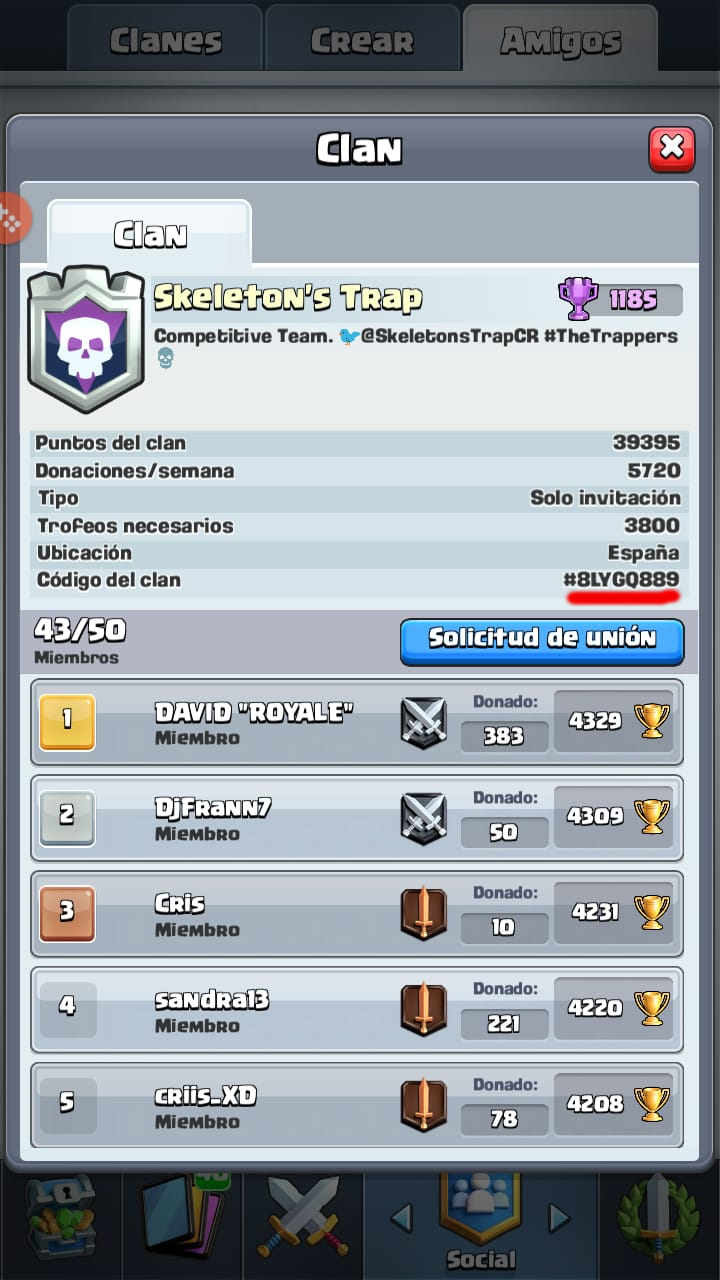 Clanes
Crear
Amigos
Clan
Clan
Skeleton's Trap
1185
Competitive Team. 🐦@SkeletonsTrapCR #TheTrappers
💀
Puntos del clan 39395
Donaciones/semana 5720
Tipo Solo invitación
Trofeos necesarios 3800
Ubicación España
Código del clan #8LYGQ889
43/50
Miembros
Solicitud de unión
1 DAVID "ROYALE" Donado: 4329
Miembro 383
2 DjFrann7 Donado: 4309
Miembro 50
3 Cris Donado: 4231
Miembro 10
4 sandra13 Donado: 4220
Miembro 221
5 criis_XD Donado: 4208
Miembro 78
Social